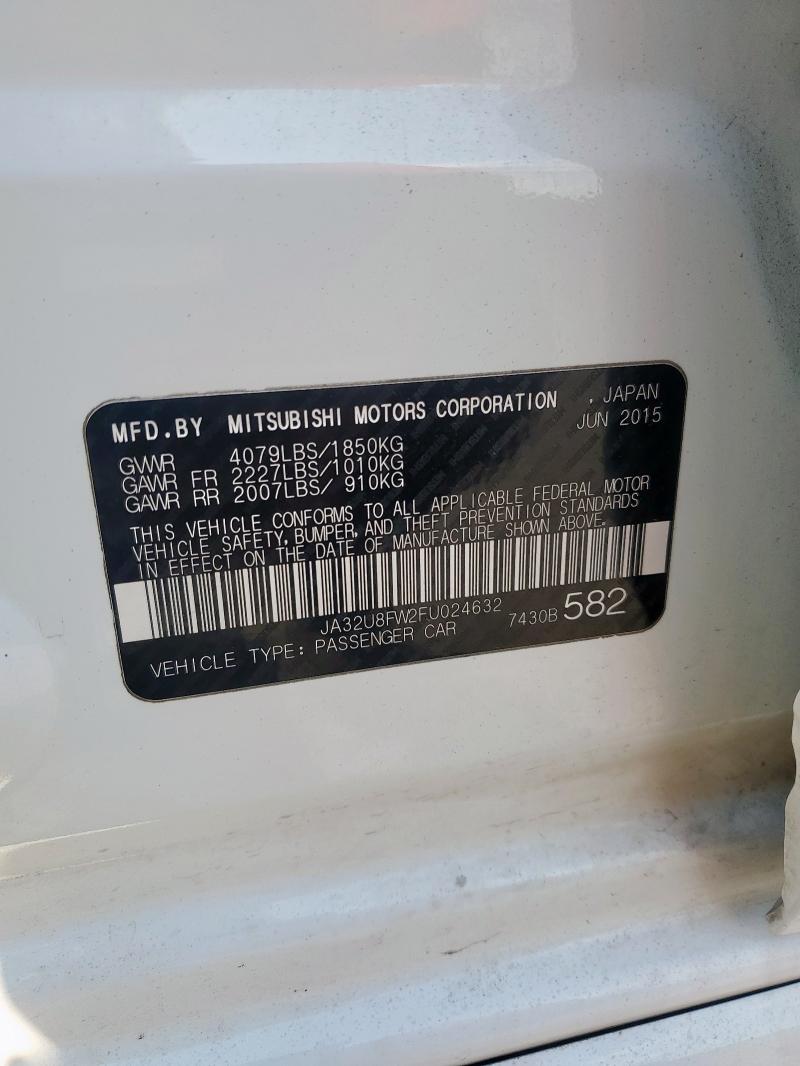 MFD.BY MITSUBISHI MOTORS CORPORATION , JAPAN
JUN 2015
GVWR 4079LBS/1850KG
GAWR FR 2227LBS/1010KG
GAWR RR 2007LBS/ 910KG
THIS VEHICLE CONFORMS TO ALL APPLICABLE FEDERAL MOTOR
VEHICLE SAFETY, BUMPER, AND THEFT PREVENTION STANDARDS
IN EFFECT ON THE DATE OF MANUFACTURE SHOWN ABOVE.
JA32U8FW2FU024632 7430B 582
VEHICLE TYPE: PASSENGER CAR